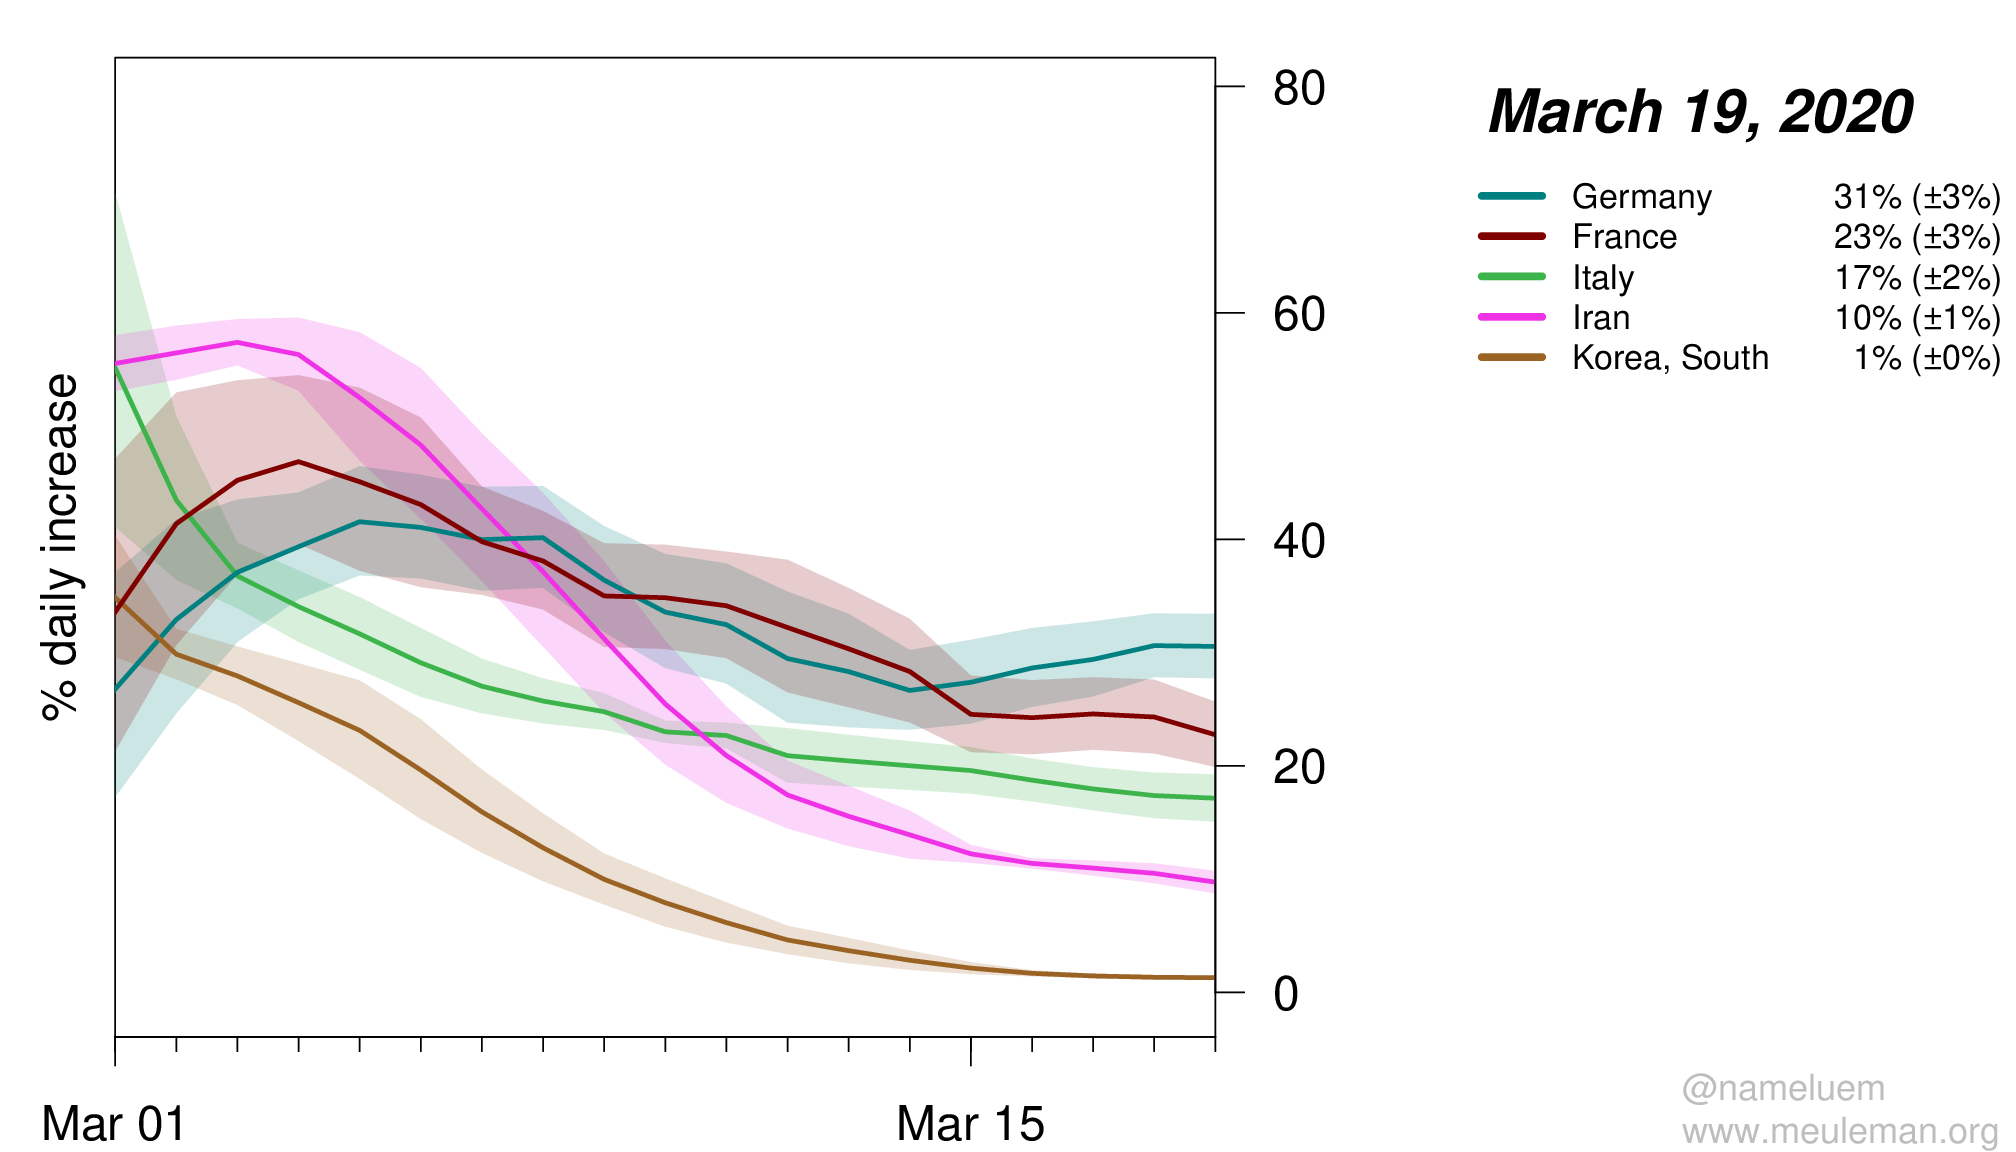 March 19, 2020
Germany 31% (±3%)
France 23% (±3%)
Italy 17% (±2%)
Iran 10% (±1%)
Korea, South 1% (±0%)
% daily increase
80
60
40
20
0
Mar 01 Mar 15
@nameluem
www.meuleman.org